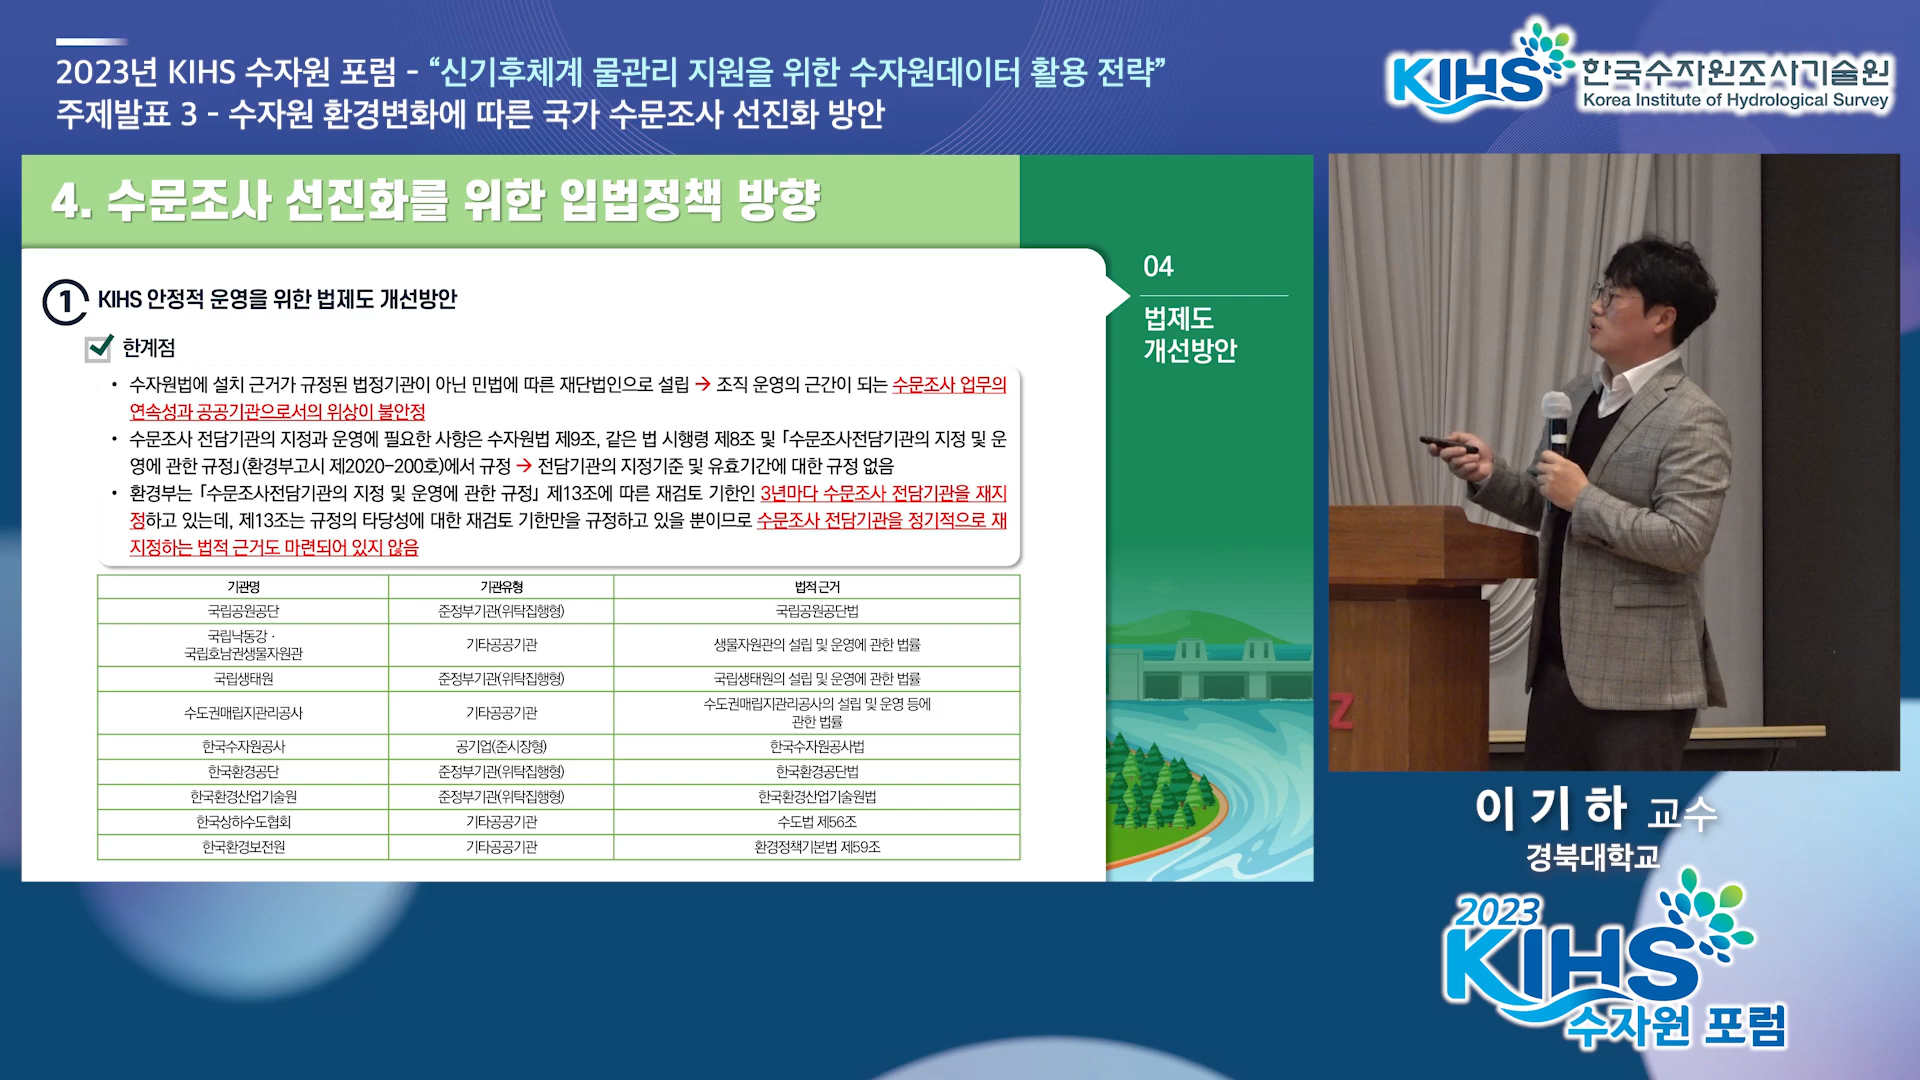 2023년 KIHS 수자원 포럼 - “신기후체계 물관리 지원을 위한 수자원데이터 활용 전략”
주제발표 3 - 수자원 환경변화에 따른 국가 수문조사 선진화 방안
KIHS 한국수자원조사기술원
Korea Institute of Hydrological Survey
4. 수문조사 선진화를 위한 입법정책 방향
04
법제도
개선방안
1 KIHS 안정적 운영을 위한 법제도 개선방안
한계점
• 수자원법에 설치 근거가 규정된 법정기관이 아닌 민법에 따른 재단법인으로 설립 → 조직 운영의 근간이 되는 수문조사 업무의
연속성과 공공기관으로서의 위상이 불안정
• 수문조사 전담기관의 지정과 운영에 필요한 사항은 수자원법 제9조, 같은 법 시행령 제8조 및 「수문조사전담기관의 지정 및 운
영에 관한 규정」(환경부고시 제2020-200호)에서 규정 → 전담기관의 지정기준 및 유효기간에 대한 규정 없음
• 환경부는 「수문조사전담기관의 지정 및 운영에 관한 규정」 제13조에 따른 재검토 기한인 3년마다 수문조사 전담기관을 재지
정하고 있는데, 제13조는 규정의 타당성에 대한 재검토 기한만을 규정하고 있을 뿐이므로 수문조사 전담기관을 정기적으로 재
지정하는 법적 근거도 마련되어 있지 않음
기관명 기관유형 법적 근거
국립공원공단 준정부기관(위탁집행형) 국립공원공단법
국립낙동강 ·
국립호남권생물자원관 기타공공기관 생물자원관의 설립 및 운영에 관한 법률
국립생태원 준정부기관(위탁집행형) 국립생태원의 설립 및 운영에 관한 법률
수도권매립지관리공사 기타공공기관 수도권매립지관리공사의 설립 및 운영 등에
관한 법률
한국수자원공사 공기업(준시장형) 한국수자원공사법
한국환경공단 준정부기관(위탁집행형) 한국환경공단법
한국환경산업기술원 준정부기관(위탁집행형) 한국환경산업기술원법
한국상하수도협회 기타공공기관 수도법 제56조
한국환경보전원 기타공공기관 환경정책기본법 제59조
Z
이기하 교수
경북대학교
2023
KIHS
수자원 포럼